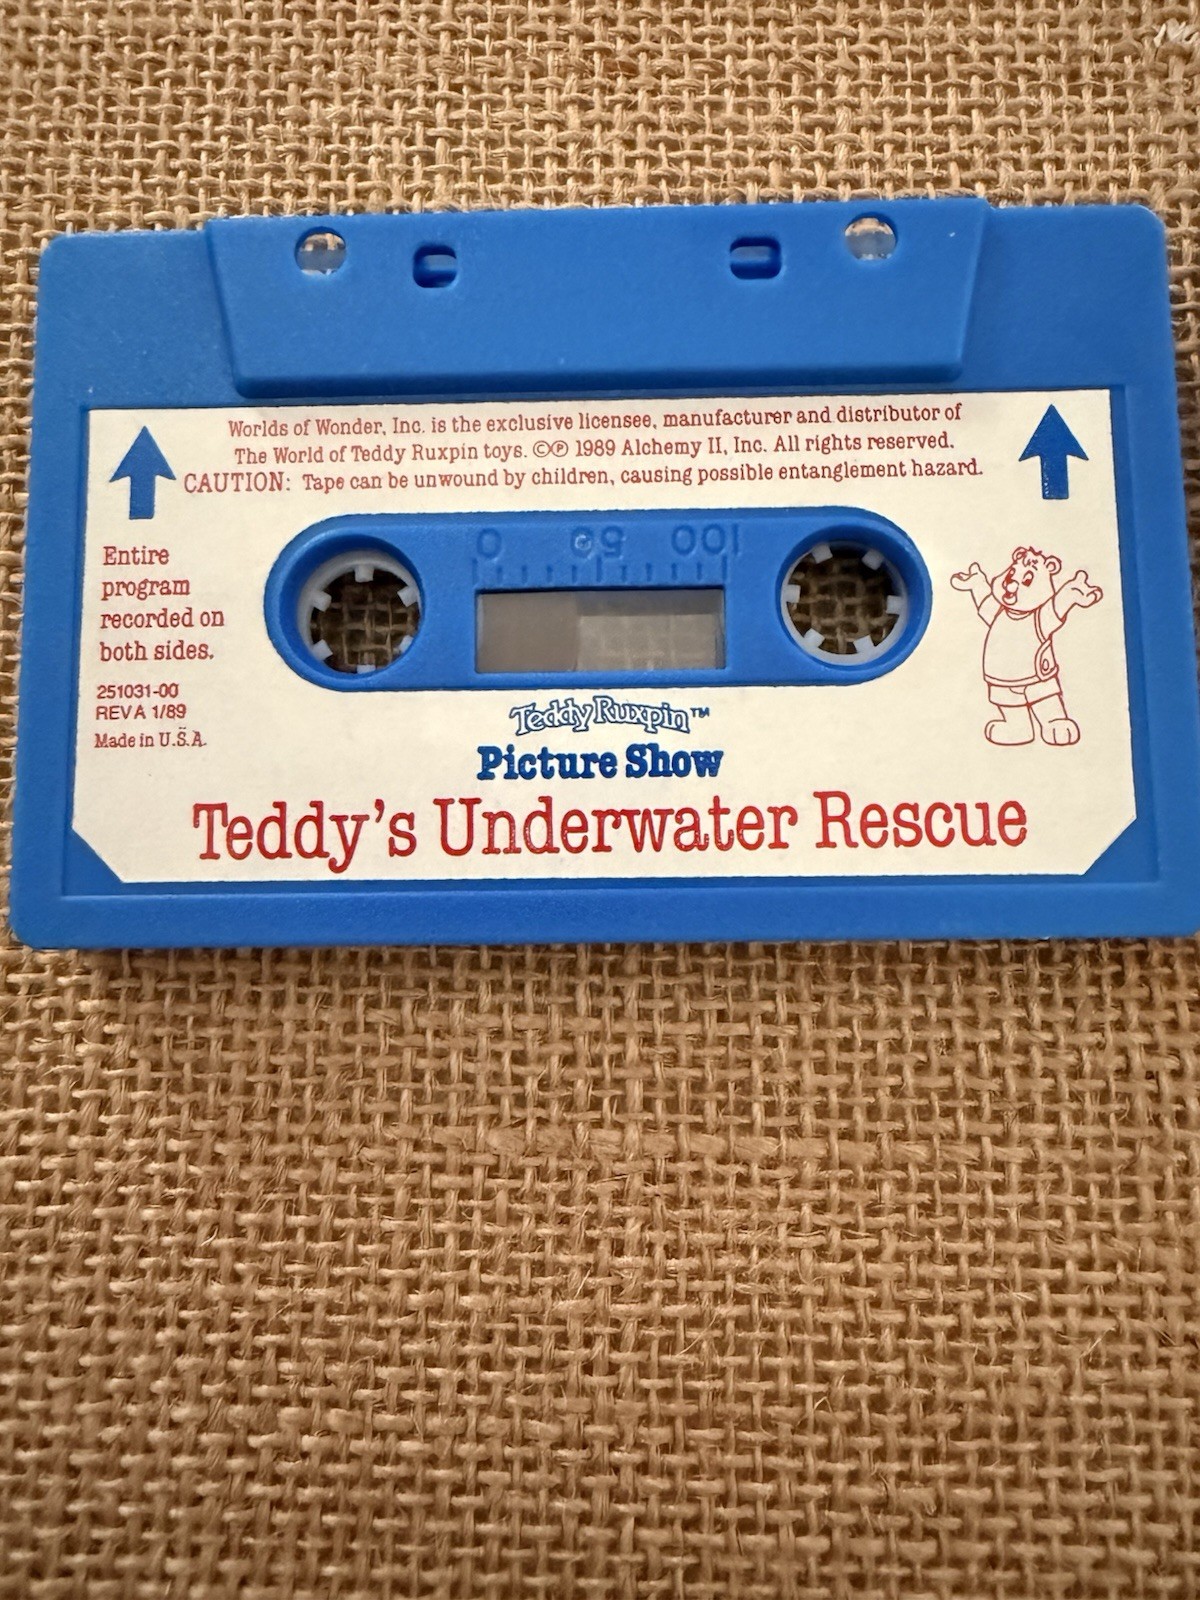 Worlds of Wonder, Inc. is the exclusive licensee, manufacturer and distributor of
The World of Teddy Ruxpin toys. ©℗ 1989 Alchemy II, Inc. All rights reserved.
CAUTION: Tape can be unwound by children, causing possible entanglement hazard.
0 50 100
Entire
program
recorded on
both sides.
251031-00
REV A 1/89
Made in U.S.A.
Teddy Ruxpin™
Picture Show
Teddy's Underwater Rescue